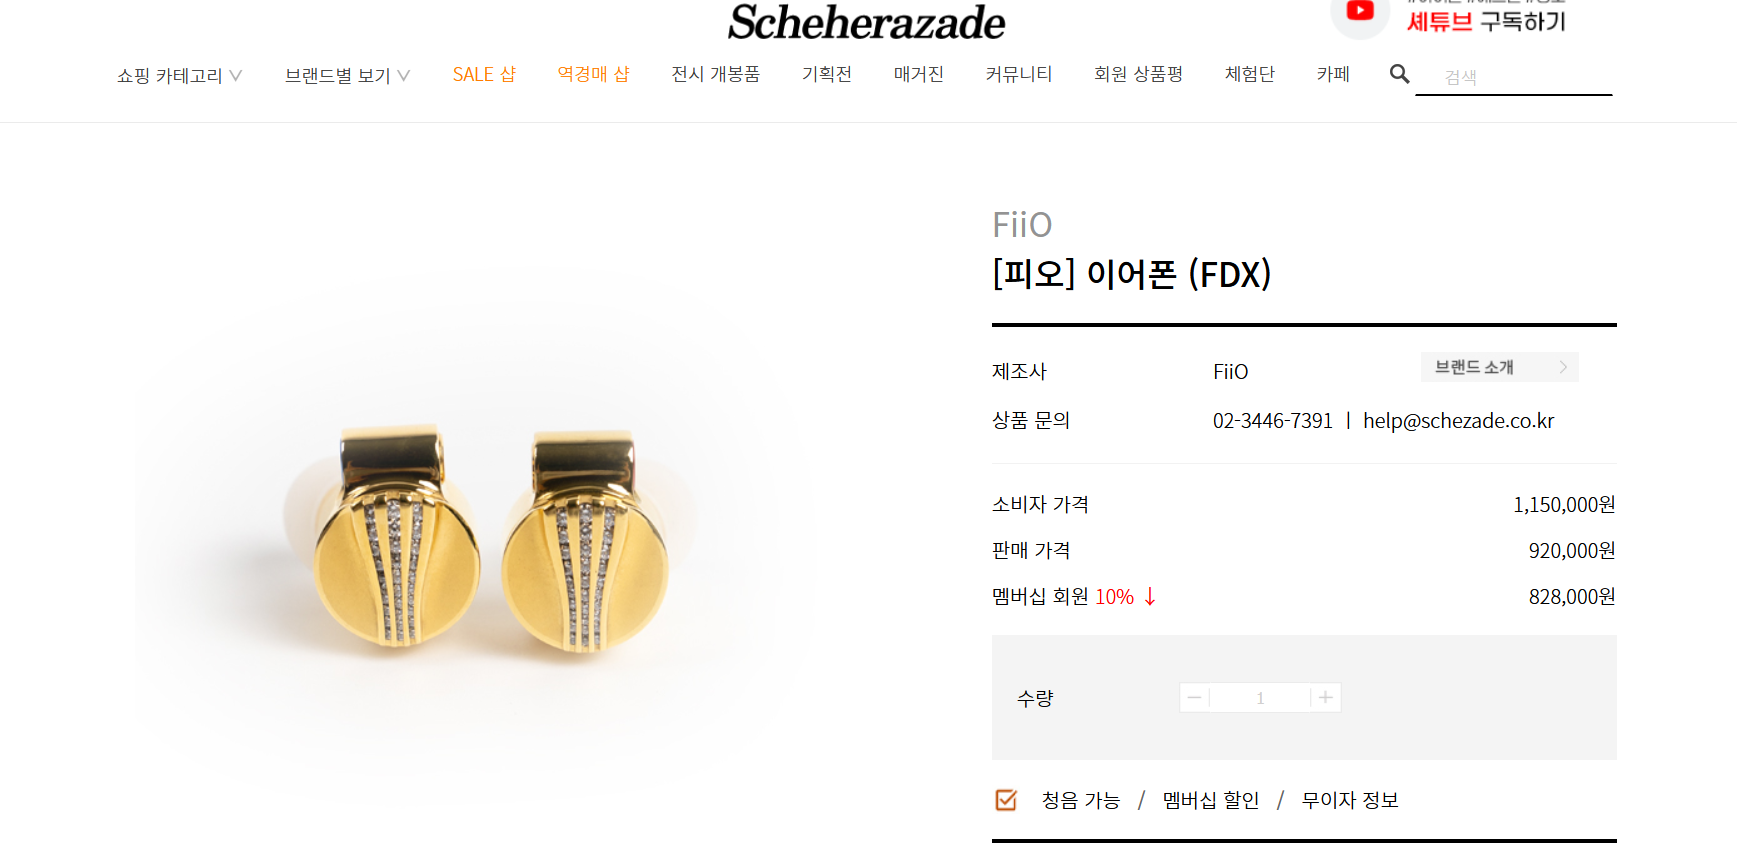 Scheherazade
셰튜브 구독하기
쇼핑 카테고리 브랜드별 보기 SALE 샵 역경매 샵 전시 개봉품 기획전 매거진 커뮤니티 회원 상품평 체험단 카페 검색
FiiO
[피오] 이어폰 (FDX)
제조사 FiiO 브랜드 소개
상품 문의 02-3446-7391 | help@schezade.co.kr
소비자 가격 1,150,000원
판매 가격 920,000원
멤버십 회원 10% ↓ 828,000원
수량 － 1 +
청음 가능 / 멤버십 할인 / 무이자 정보